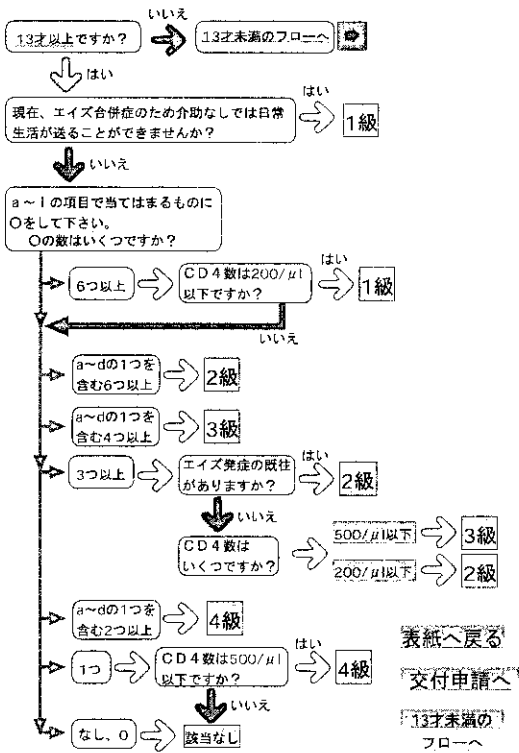 いいえ
13才以上ですか？
13才未満のフローへ
はい
はい
現在、エイズ合併症のため介助なしでは日常
生活が送ることができませんか？
1級
いいえ
a～lの項目で当てはまるものに
○をして下さい。
○の数はいくつですか？
はい
6つ以上
CD4数は200/μl
以下ですか？
1級
いいえ
a～dの1つを
含む6つ以上
2級
a～dの1つを
含む4つ以上
3級
はい
3つ以上
エイズ発症の既往
がありますか？
2級
いいえ
CD4数は
いくつですか？
500/μl以下
3級
200/μl以下
2級
a～dの1つを
含む2つ以上
4級
はい
1つ
CD4数は500/μl
以下ですか？
4級
いいえ
なし、0
該当なし
表紙へ戻る
交付申請へ
13才未満の
フローへ